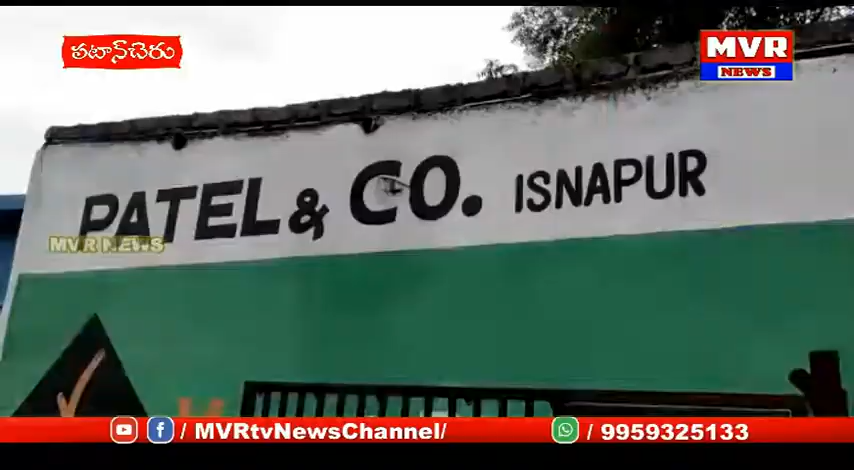 పటాన్‌చెరు
MVR
NEWS
PATEL & CO. ISNAPUR
MVR NEWS
/ MVRtvNewsChannel/
/ 9959325133